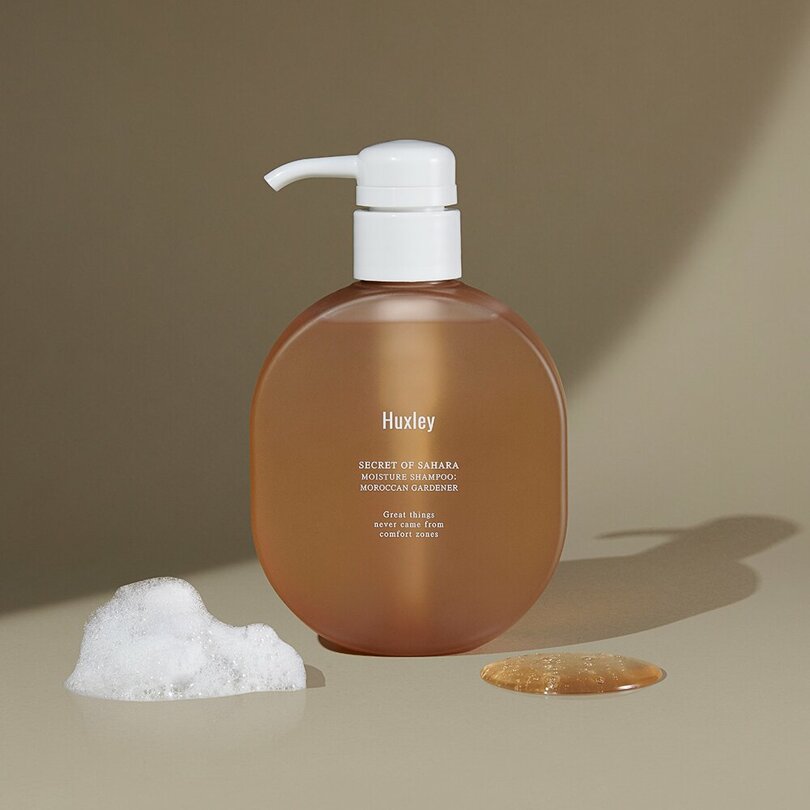 Huxley
SECRET OF SAHARA
MOISTURE SHAMPOO:
MOROCCAN GARDENER
Great things
never came from
comfort zones